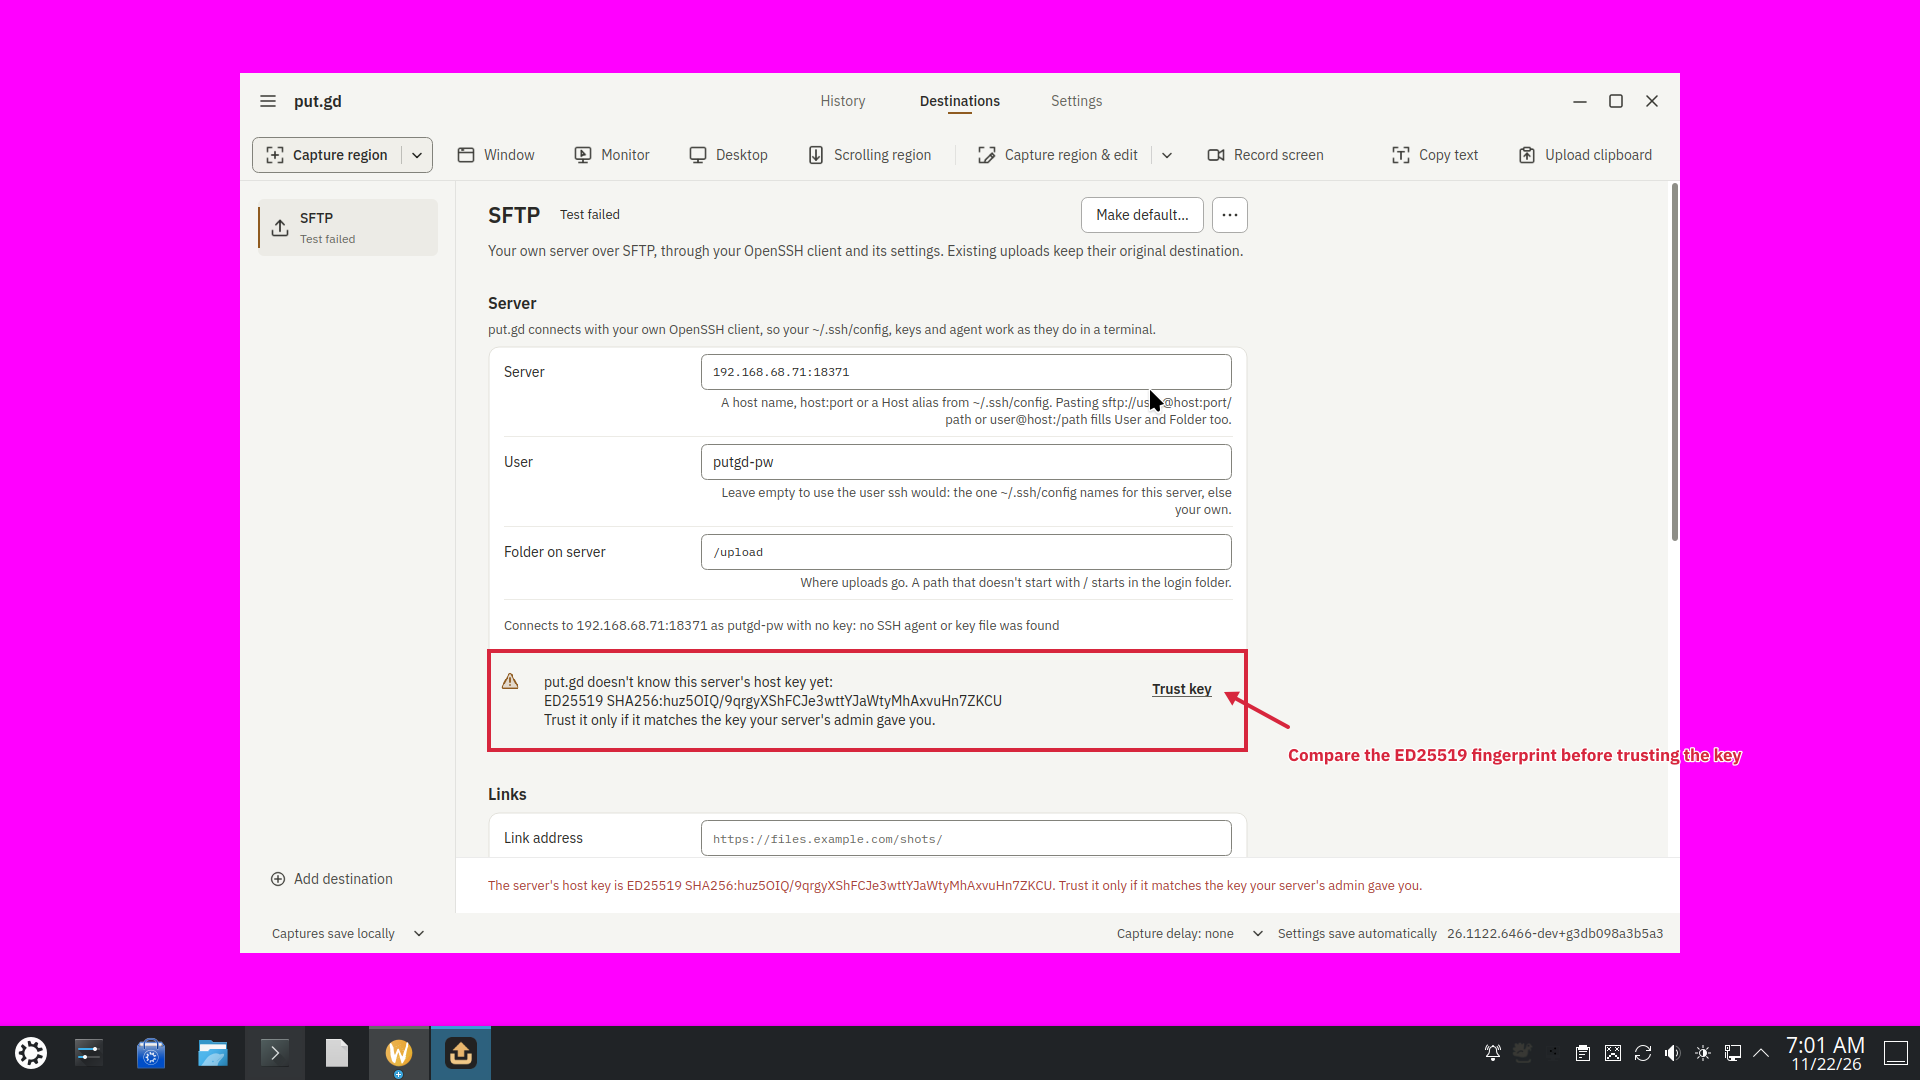 put.gd
History
Destinations
Settings
Capture region
Window
Monitor
Desktop
Scrolling region
Capture region & edit
Record screen
Copy text
Upload clipboard
SFTP
Test failed
SFTP
Test failed
Make default...
Your own server over SFTP, through your OpenSSH client and its settings. Existing uploads keep their original destination.
Server
put.gd connects with your own OpenSSH client, so your ~/.ssh/config, keys and agent work as they do in a terminal.
Server
192.168.68.71:18371
A host name, host:port or a Host alias from ~/.ssh/config. Pasting sftp://us @host:port/
path or user@host:/path fills User and Folder too.
User
putgd-pw
Leave empty to use the user ssh would: the one ~/.ssh/config names for this server, else
your own.
Folder on server
/upload
Where uploads go. A path that doesn't start with / starts in the login folder.
Connects to 192.168.68.71:18371 as putgd-pw with no key: no SSH agent or key file was found
put.gd doesn't know this server's host key yet:
ED25519 SHA256:huz5OIQ/9qrgyXShFCJe3wttYJaWtyMhAxvuHn7ZKCU
Trust it only if it matches the key your server's admin gave you.
Trust key
Compare the ED25519 fingerprint before trusting the key
Links
Link address
https://files.example.com/shots/
Add destination
The server's host key is ED25519 SHA256:huz5OIQ/9qrgyXShFCJe3wttYJaWtyMhAxvuHn7ZKCU. Trust it only if it matches the key your server's admin gave you.
Captures save locally
Capture delay: none
Settings save automatically
26.1122.6466-dev+g3db098a3b5a3
W
7:01 AM
11/22/26